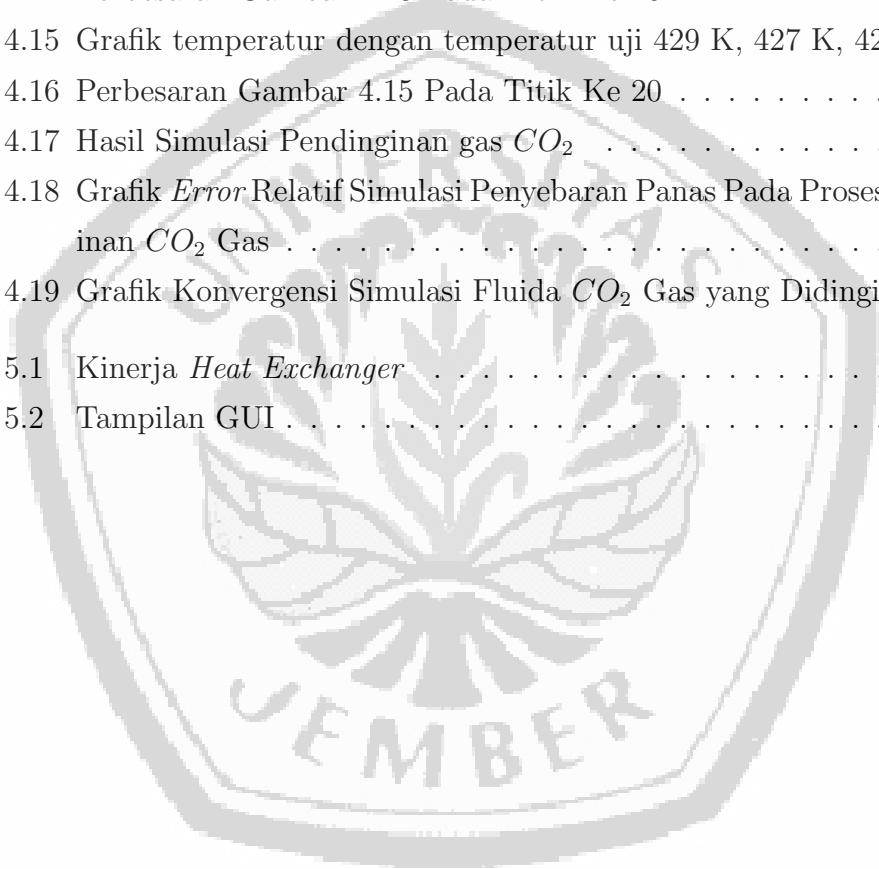 4.15 Grafik temperatur dengan temperatur uji 429 K, 427 K,
4.16 Perbesaran Gambar 4.15 Pada Titik Ke 20 . . . . . . . . .
4.17 Hasil Simulasi Pendinginan gas CO₂ . . . . . . . . . . . .
4.18 Grafik Error Relatif Simulasi Penyebaran Panas Pada Proses
inan CO₂ Gas . . . . . . . . . . . . . . . . . . . . . . . . .
4.19 Grafik Konvergensi Simulasi Fluida CO₂ Gas yang Didingi
5.1 Kinerja Heat Exchanger . . . . . . . . . . . . . . . . . . .
5.2 Tampilan GUI . . . . . . . . . . . . . . . . . . . . . . . . .
UNIVERSITAS
JEMBER